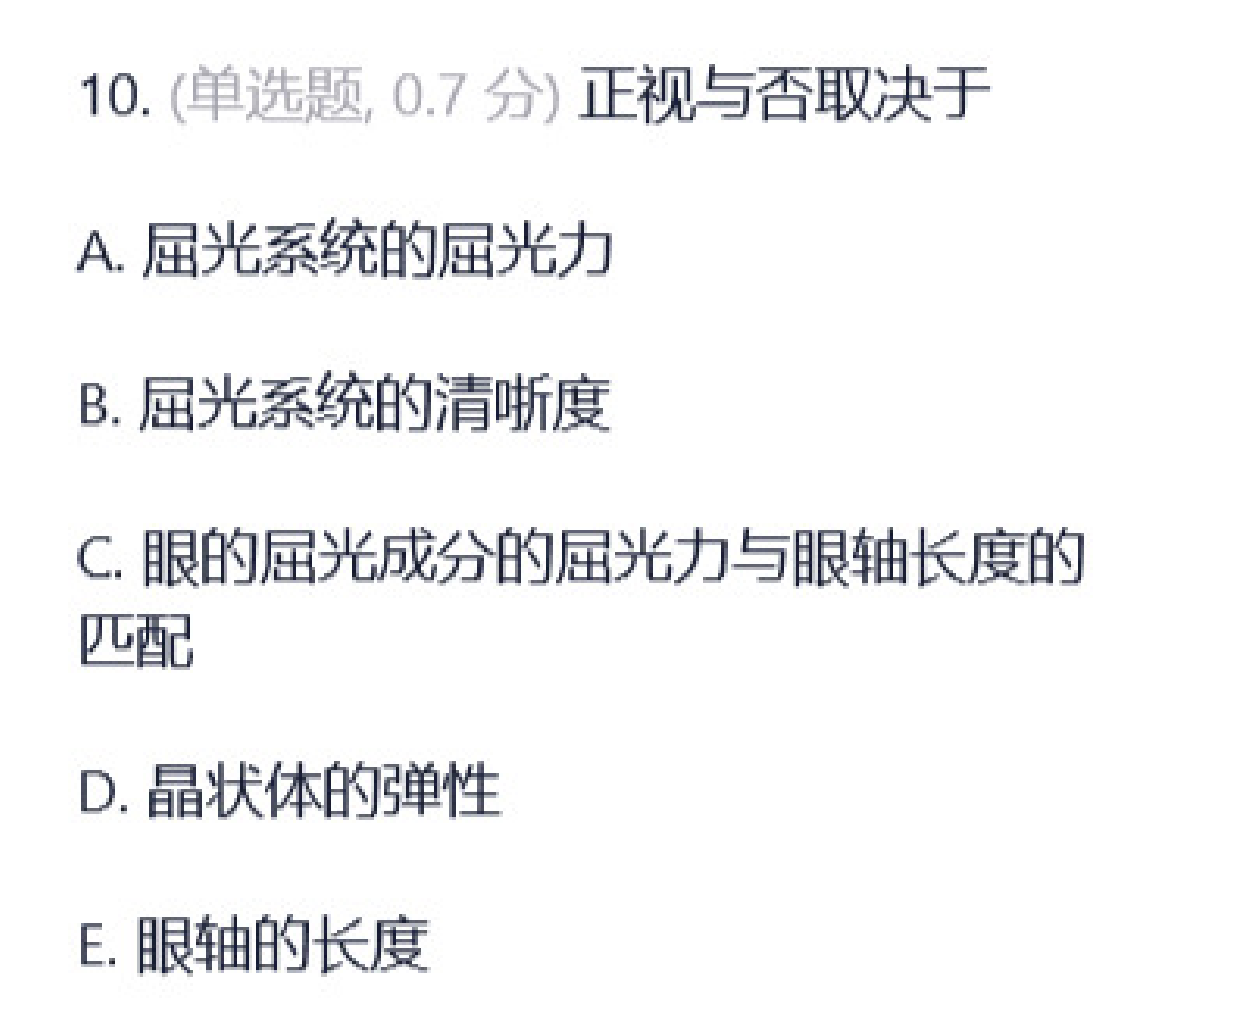 10. (单选题, 0.7 分) 正视与否取决于
A. 屈光系统的屈光力
B. 屈光系统的清晰度
C. 眼的屈光成分的屈光力与眼轴长度的
匹配
D. 晶状体的弹性
E. 眼轴的长度